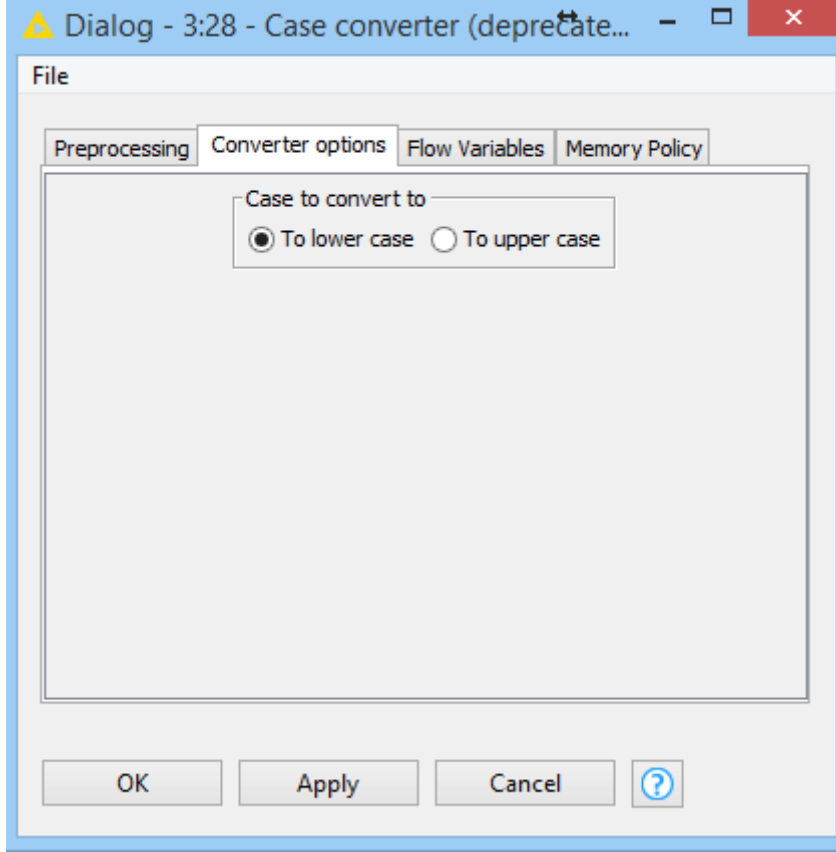 Dialog - 3:28 - Case converter (deprecate...
File
Preprocessing Converter options Flow Variables Memory Policy
Case to convert to
To lower case To upper case
OK Apply Cancel ?